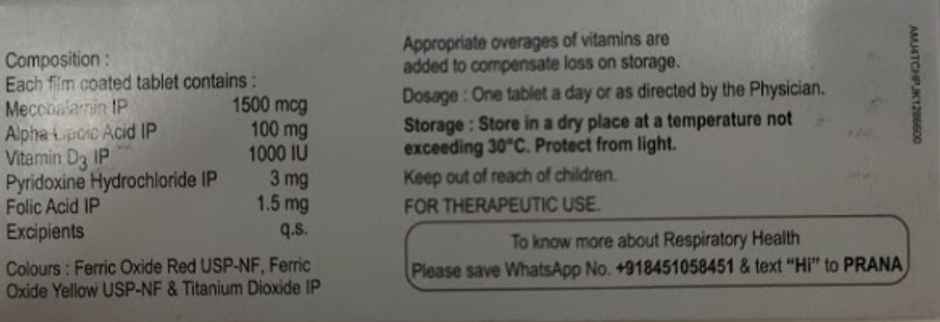 Composition :
Each film coated tablet contains :
Mecobalamin IP 1500 mcg
Alpha Lipoic Acid IP 100 mg
Vitamin D3 IP 1000 IU
Pyridoxine Hydrochloride IP 3 mg
Folic Acid IP 1.5 mg
Excipients q.s.
Colours : Ferric Oxide Red USP-NF, Ferric
Oxide Yellow USP-NF & Titanium Dioxide IP
Appropriate overages of vitamins are
added to compensate loss on storage.
Dosage : One tablet a day or as directed by the Physician.
Storage : Store in a dry place at a temperature not
exceeding 30°C. Protect from light.
Keep out of reach of children.
FOR THERAPEUTIC USE.
To know more about Respiratory Health
Please save WhatsApp No. +918451058451 & text “Hi” to PRANA